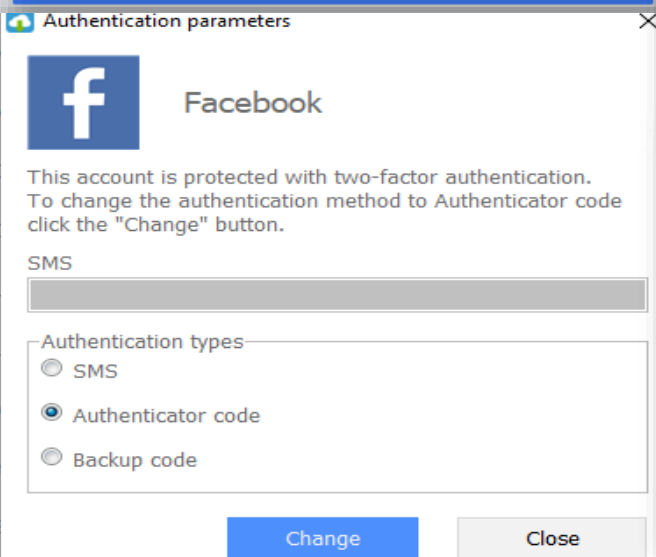 Authentication parameters
f
Facebook
This account is protected with two-factor authentication.
To change the authentication method to Authenticator code
click the "Change" button.
SMS
Authentication types
SMS
Authenticator code
Backup code
Change Close